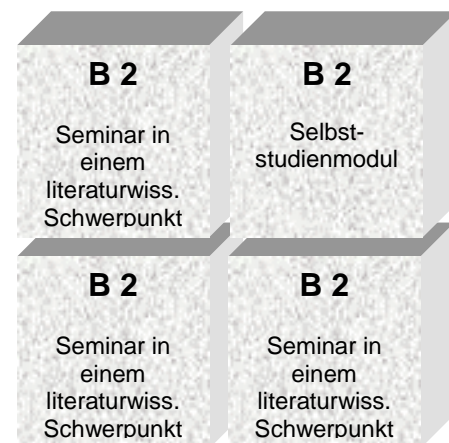 B 2
Seminar in
einem
literaturwiss.
Schwerpunkt
B 2
Selbst-
studienmodul
B 2
Seminar in
einem
literaturwiss.
Schwerpunkt
B 2
Seminar in
einem
literaturwiss.
Schwerpunkt